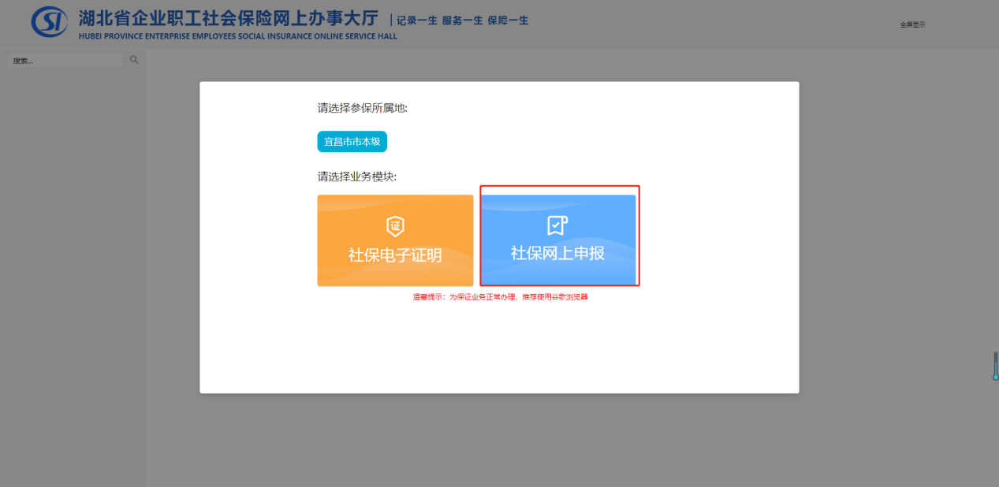 湖北省企业职工社会保险网上办事大厅 | 记录一生 服务一生 保障一生
HUBEI PROVINCE ENTERPRISE EMPLOYEES SOCIAL INSURANCE ONLINE SERVICE HALL
全屏显示
搜索...
请选择参保所属地:
宜昌市市本级
请选择业务模块:
证
社保电子证明
社保网上申报
温馨提示：为保证业务正常办理，推荐使用谷歌浏览器